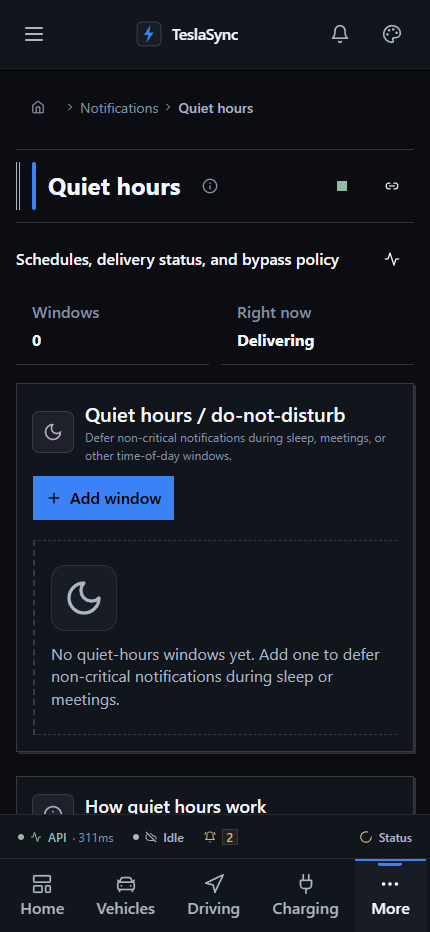 TeslaSync
Notifications
Quiet hours
Quiet hours
Schedules, delivery status, and bypass policy
Windows
0
Right now
Delivering
Quiet hours / do-not-disturb
Defer non-critical notifications during sleep, meetings, or
other time-of-day windows.
Add window
No quiet-hours windows yet. Add one to defer
non-critical notifications during sleep or
meetings.
How quiet hours work
API · 311ms
Idle
2
Status
Home
Vehicles
Driving
Charging
More